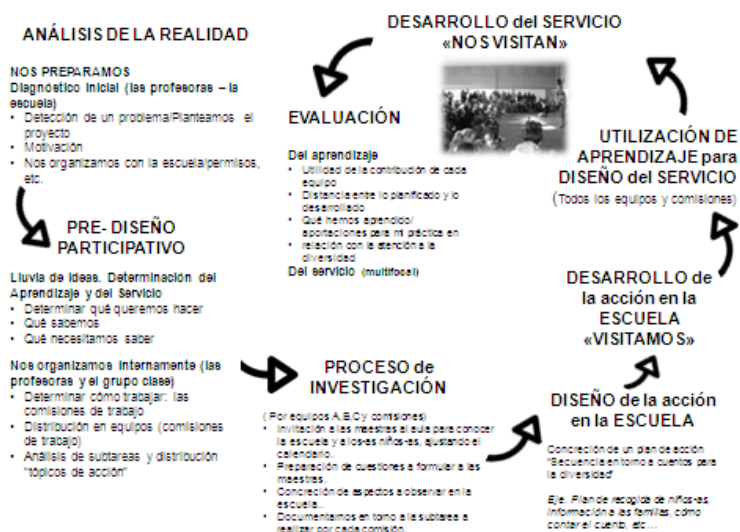 ANÁLISIS DE LA REALIDAD
NOS PREPARAMOS
Diagnóstico Inicial (las profesoras – la
escuela)
• Detección de un problema/Planteamos el
proyecto
• Motivación
• Nos organizamos con la escuela/permisos,
etc.
PRE- DISEÑO
PARTICIPATIVO
Lluvia de Ideas. Determinación del
Aprendizaje y del Servicio
• Determinar qué queremos hacer
• Qué sabemos
• Qué necesitamos saber
Nos organizamos Internamente (las
profesoras y el grupo clase)
• Determinar cómo trabajar: las
comisiones de trabajo
• Distribución en equipos (comisiones
de trabajo)
• Análisis de subtareas y distribución
"tópicos de acción"
PROCESO de
INVESTIGACIÓN
( Por equipos A,B,C y comisiones)
• Invitación a las maestras al aula para conocer
la escuela y a los-as niños-as, ajustando el
calendario.
• Preparación de cuestiones a formular a las
maestras.
• Concreción de aspectos a observar en la
escuela..
• Documentarnos en torno a la subtarea a
realizar por cada comisión.
DISEÑO de la acción
en la ESCUELA
Concreción de un plan de acción
"Secuencia en torno a cuentos para
la diversidad"
Eje. Plan de recogida de niños-as,
información a las familias, cómo
contar el cuento, etc...
DESARROLLO de
la acción en la
ESCUELA
«VISITAMOS»
UTILIZACIÓN DE
APRENDIZAJE para
DISEÑO del SERVICIO
(Todos los equipos y comisiones)
DESARROLLO del SERVICIO
«NOS VISITAN»
EVALUACIÓN
Del aprendizaje
• Utilidad de la contribución de cada
equipo
• Distancia entre lo planificado y lo
desarrollado
• Qué hemos aprendido/
aportaciones para mi práctica en
• relación con la atención a la
diversidad
Del servicio (multifocal)